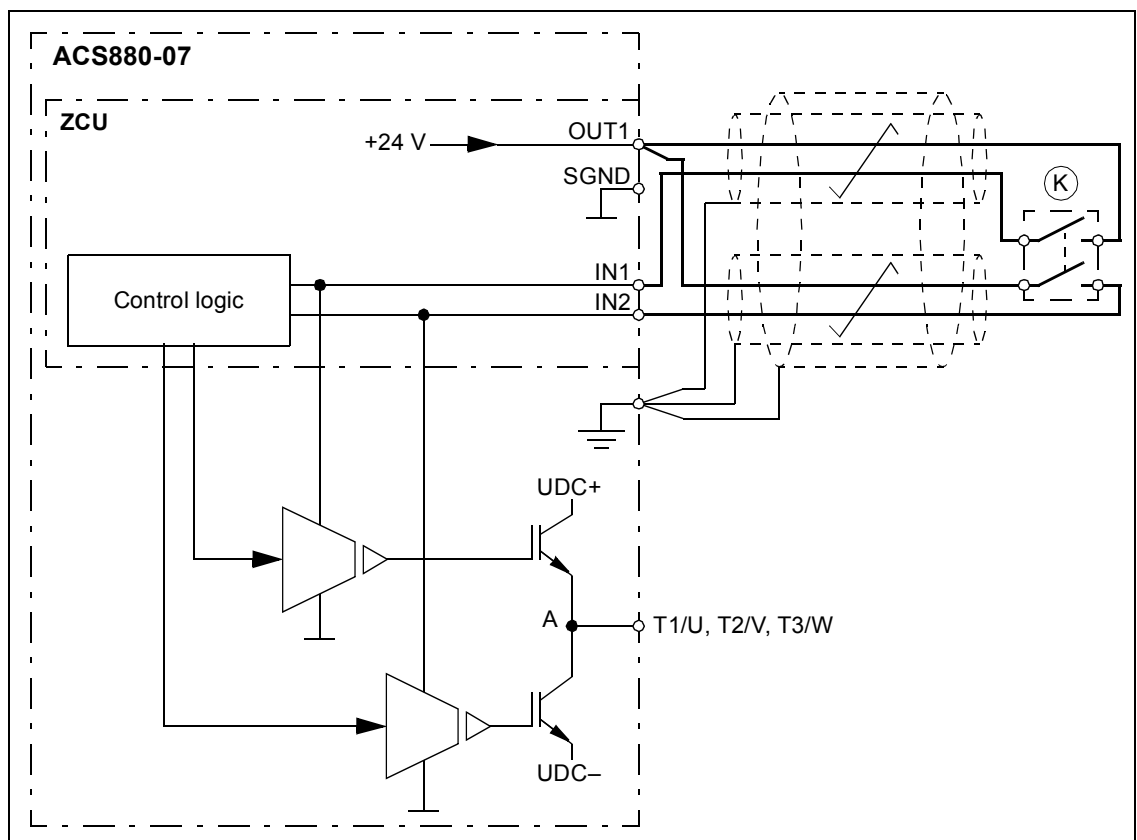 ACS880-07
ZCU
+24 V
OUT1
SGND
K
IN1
IN2
Control logic
UDC+
A
T1/U, T2/V, T3/W
UDC–